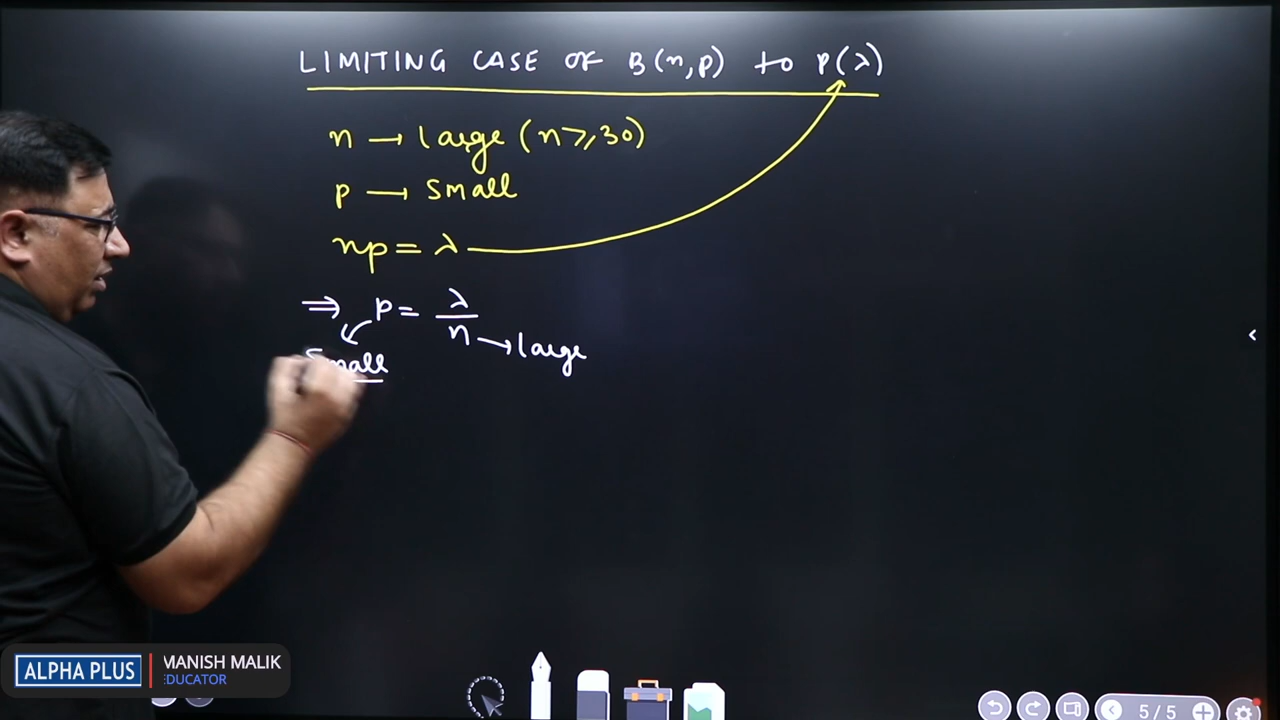 LIMITING CASE OF B(n,p) to P(λ)
n → large (n ≥ 30)
p → small
np = λ
⇒ p = λ/n → large
small
ALPHA PLUS
MANISH MALIK
EDUCATOR
5/5